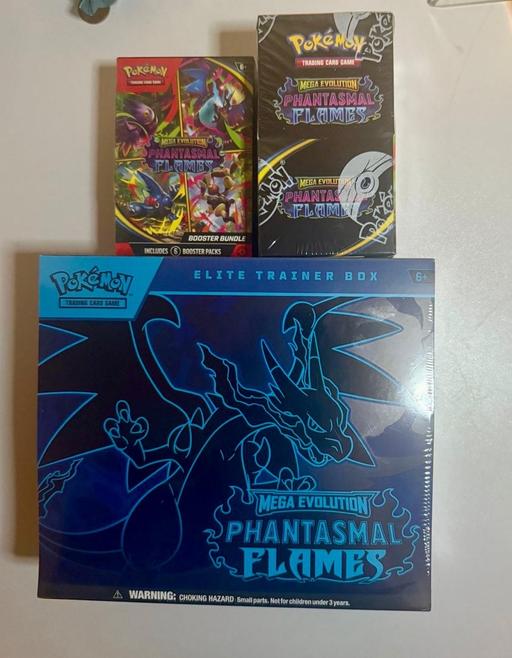 POKéMON
TRADING CARD GAME
6+
MEGA EVOLUTION
PHANTASMAL
FLAMES
BOOSTER BUNDLE
INCLUDES 6 BOOSTER PACKS
POKéMON
TRADING CARD GAME
MEGA EVOLUTION
PHANTASMAL
FLAMES
MEGA EVOLUTION
PHANTASMAL
FLAMES
POKéMON
TRADING CARD GAME
ELITE TRAINER BOX
6+
MEGA EVOLUTION
PHANTASMAL
FLAMES
WARNING: CHOKING HAZARD Small parts. Not for children under 3 years.